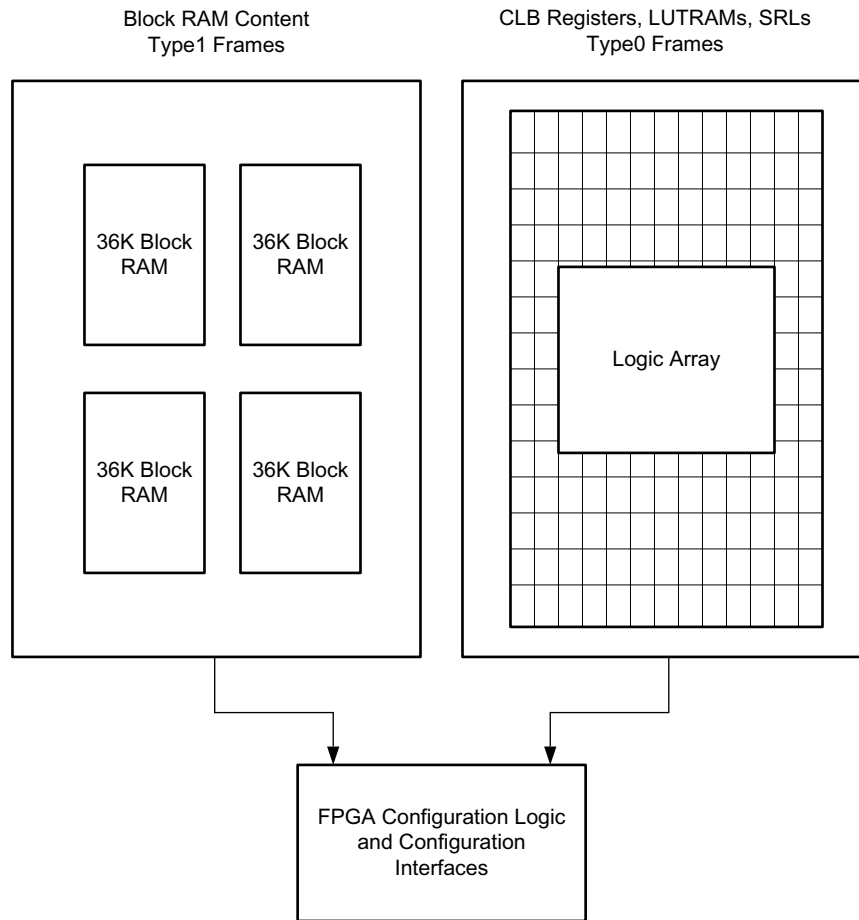 Block RAM Content
Type1 Frames
CLB Registers, LUTRAMs, SRLs
Type0 Frames
36K Block
RAM
36K Block
RAM
36K Block
RAM
36K Block
RAM
Logic Array
FPGA Configuration Logic
and Configuration
Interfaces